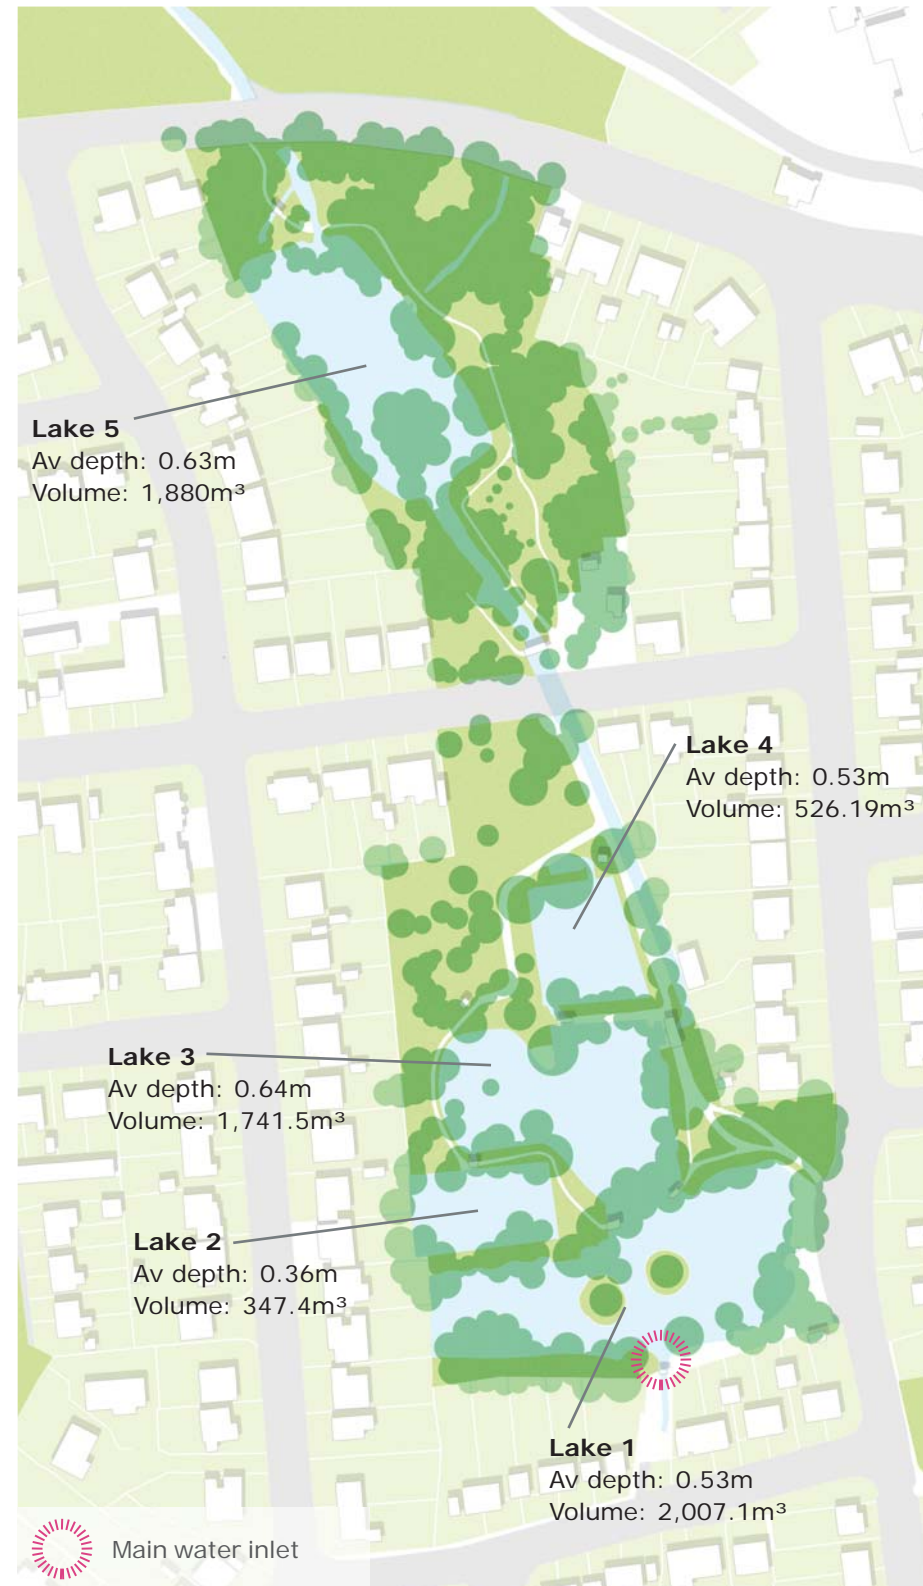 Lake 5
Av depth: 0.63m
Volume: 1,880m³
Lake 4
Av depth: 0.53m
Volume: 526.19m³
Lake 3
Av depth: 0.64m
Volume: 1,741.5m³
Lake 2
Av depth: 0.36m
Volume: 347.4m³
Lake 1
Av depth: 0.53m
Volume: 2,007.1m³
Main water inlet